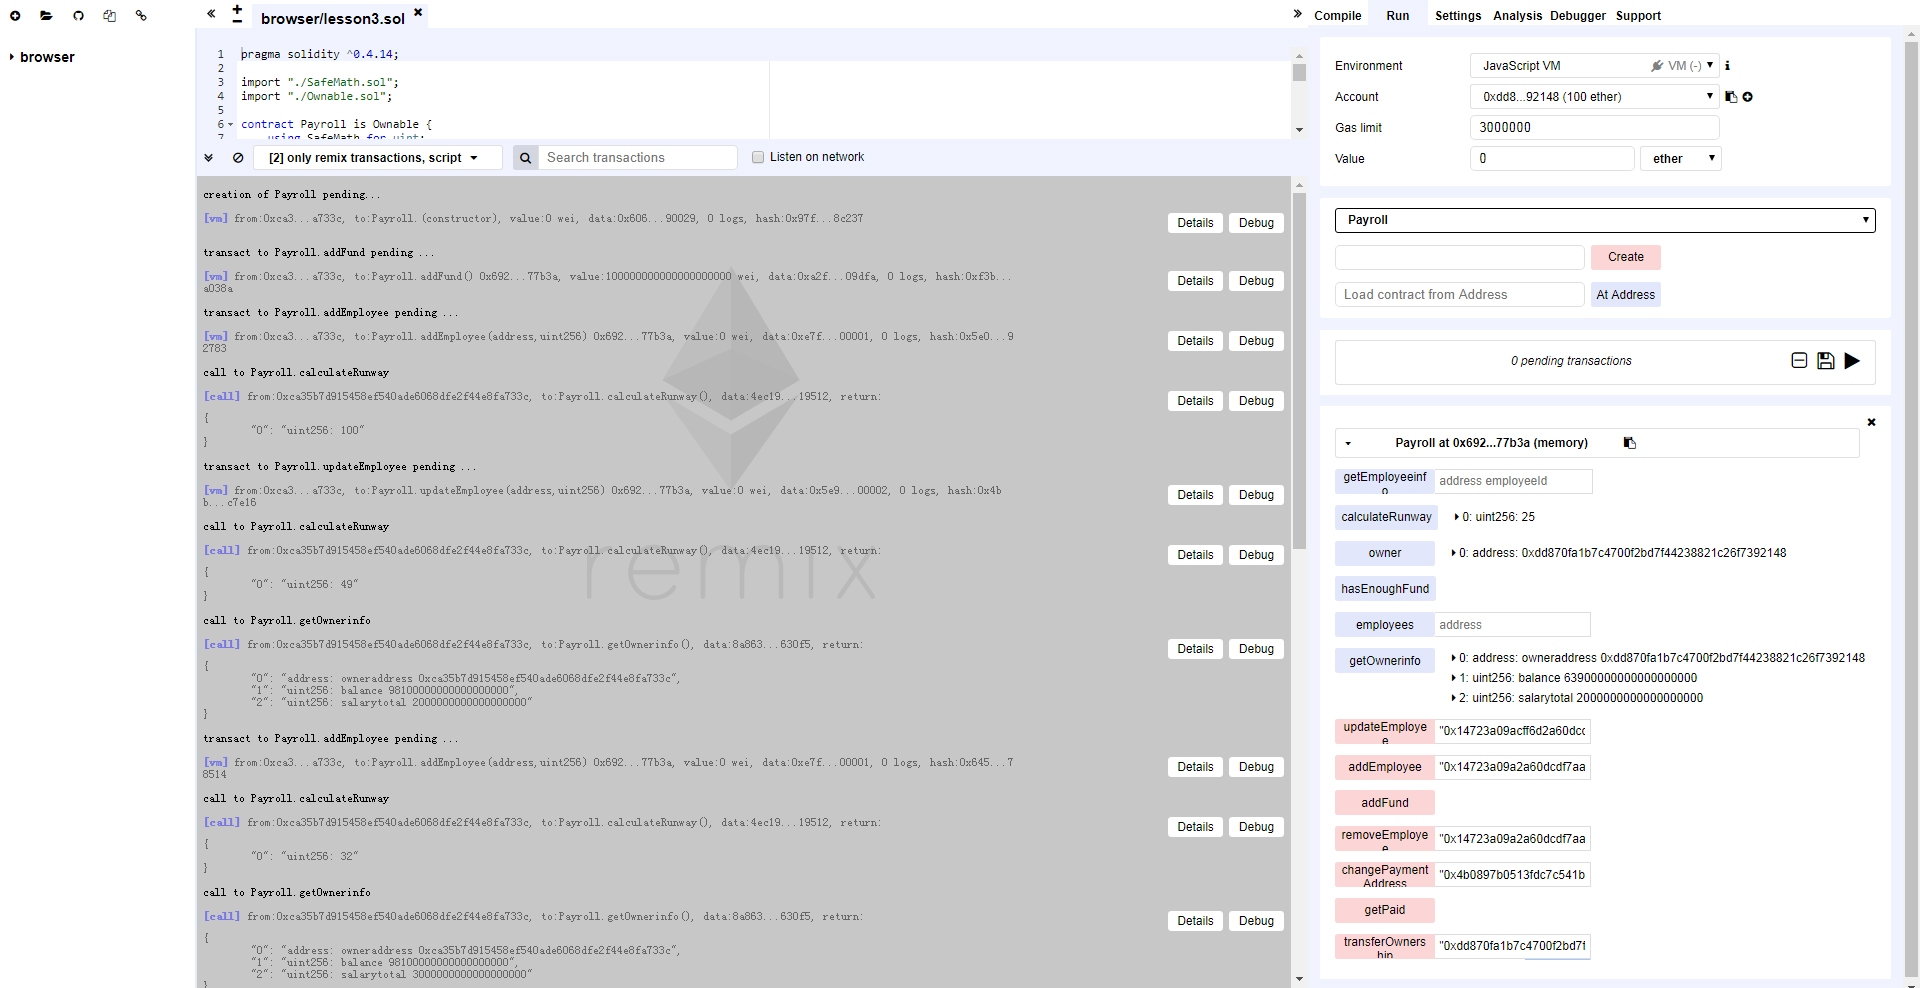 browser
browser/lesson3.sol
Compile Run Settings Analysis Debugger Support
1 pragma solidity ^0.4.14;
2
3 import "./SafeMath.sol";
4 import "./Ownable.sol";
5
6 contract Payroll is Ownable {
7 using SafeMath for uint;
[2] only remix transactions, script
Search transactions
Listen on network
creation of Payroll pending...
[vm] from:0xca3...a733c, to:Payroll.(constructor), value:0 wei, data:0x606...90029, 0 logs, hash:0x97f...8c237
Details Debug
transact to Payroll.addFund pending ...
[vm] from:0xca3...a733c, to:Payroll.addFund() 0x692...77b3a, value:100000000000000000000 wei, data:0xa2f...09dfa, 0 logs, hash:0xf3b...
a038a
Details Debug
transact to Payroll.addEmployee pending ...
[vm] from:0xca3...a733c, to:Payroll.addEmployee(address,uint256) 0x692...77b3a, value:0 wei, data:0xe7f...00001, 0 logs, hash:0x5e0...9
2783
Details Debug
call to Payroll.calculateRunway
[call] from:0xca35b7d915458ef540ade6068dfe2f44e8fa733c, to:Payroll.calculateRunway(), data:4ec19...19512, return:
Details Debug
{
"0": "uint256: 100"
}
transact to Payroll.updateEmployee pending ...
[vm] from:0xca3...a733c, to:Payroll.updateEmployee(address,uint256) 0x692...77b3a, value:0 wei, data:0x5e9...00002, 0 logs, hash:0x4b
b...c7e16
Details Debug
call to Payroll.calculateRunway
[call] from:0xca35b7d915458ef540ade6068dfe2f44e8fa733c, to:Payroll.calculateRunway(), data:4ec19...19512, return:
Details Debug
{
"0": "uint256: 49"
}
remix
call to Payroll.getOwnerinfo
[call] from:0xca35b7d915458ef540ade6068dfe2f44e8fa733c, to:Payroll.getOwnerinfo(), data:8a863...630f5, return:
Details Debug
{
"0": "address: owneraddress 0xca35b7d915458ef540ade6068dfe2f44e8fa733c",
"1": "uint256: balance 98100000000000000000",
"2": "uint256: salarytotal 2000000000000000000"
}
transact to Payroll.addEmployee pending ...
[vm] from:0xca3...a733c, to:Payroll.addEmployee(address,uint256) 0x692...77b3a, value:0 wei, data:0xe7f...00001, 0 logs, hash:0x645...7
8514
Details Debug
call to Payroll.calculateRunway
[call] from:0xca35b7d915458ef540ade6068dfe2f44e8fa733c, to:Payroll.calculateRunway(), data:4ec19...19512, return:
Details Debug
{
"0": "uint256: 32"
}
call to Payroll.getOwnerinfo
[call] from:0xca35b7d915458ef540ade6068dfe2f44e8fa733c, to:Payroll.getOwnerinfo(), data:8a863...630f5, return:
Details Debug
{
"0": "address: owneraddress 0xca35b7d915458ef540ade6068dfe2f44e8fa733c",
"1": "uint256: balance 98100000000000000000",
"2": "uint256: salarytotal 3000000000000000000"
}
Environment JavaScript VM VM (-)
Account 0xdd8...92148 (100 ether)
Gas limit 3000000
Value 0 ether
Payroll
Create
Load contract from Address At Address
0 pending transactions
Payroll at 0x692...77b3a (memory)
getEmployeeinf
o
address employeeId
calculateRunway 0: uint256: 25
owner 0: address: 0xdd870fa1b7c4700f2bd7f44238821c26f7392148
hasEnoughFund
employees address
getOwnerinfo 0: address: owneraddress 0xdd870fa1b7c4700f2bd7f44238821c26f7392148
1: uint256: balance 63900000000000000000
2: uint256: salarytotal 2000000000000000000
updateEmploye
e
"0x14723a09acff6d2a60dcc
addEmployee "0x14723a09a2a60dcdf7aa
addFund
removeEmploye
e
"0x14723a09a2a60dcdf7aa
changePayment
Address
"0x4b0897b0513fdc7c541b
getPaid
transferOwners
hip
"0xdd870fa1b7c4700f2bd7f